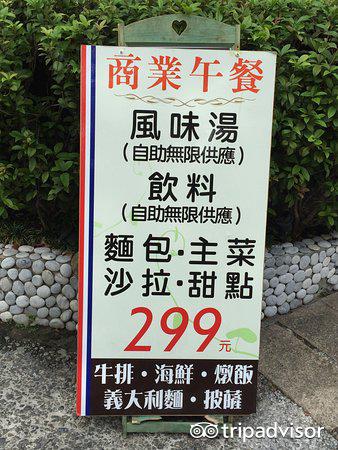 商業午餐
風味湯
(自助無限供應)
飲料
(自助無限供應)
麵包·主菜
沙拉·甜點
299元
牛排·海鮮·燉飯
義大利麵·披薩
tripadvisor